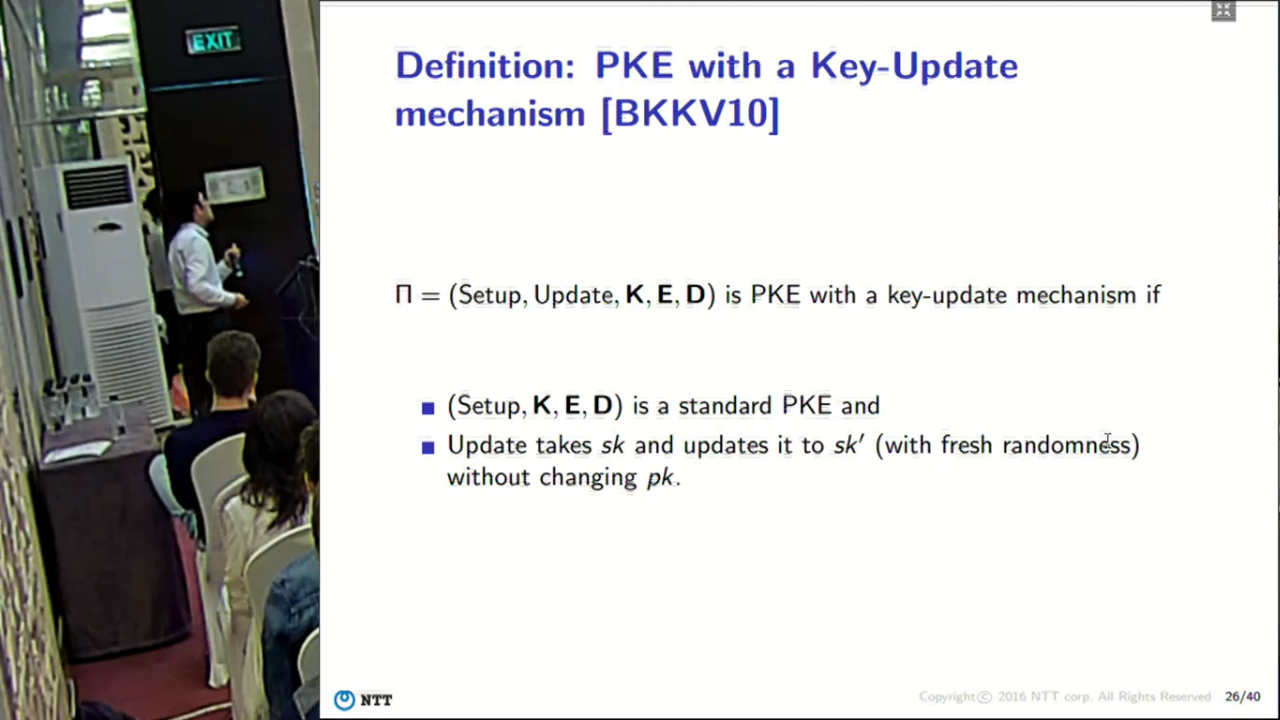 EXIT
Definition: PKE with a Key-Update
mechanism [BKKV10]
Π = (Setup, Update, K, E, D) is PKE with a key-update mechanism if
■ (Setup, K, E, D) is a standard PKE and
■ Update takes sk and updates it to sk′ (with fresh randomness)
without changing pk.
NTT
Copyright© 2016 NTT corp. All Rights Reserved 26/40